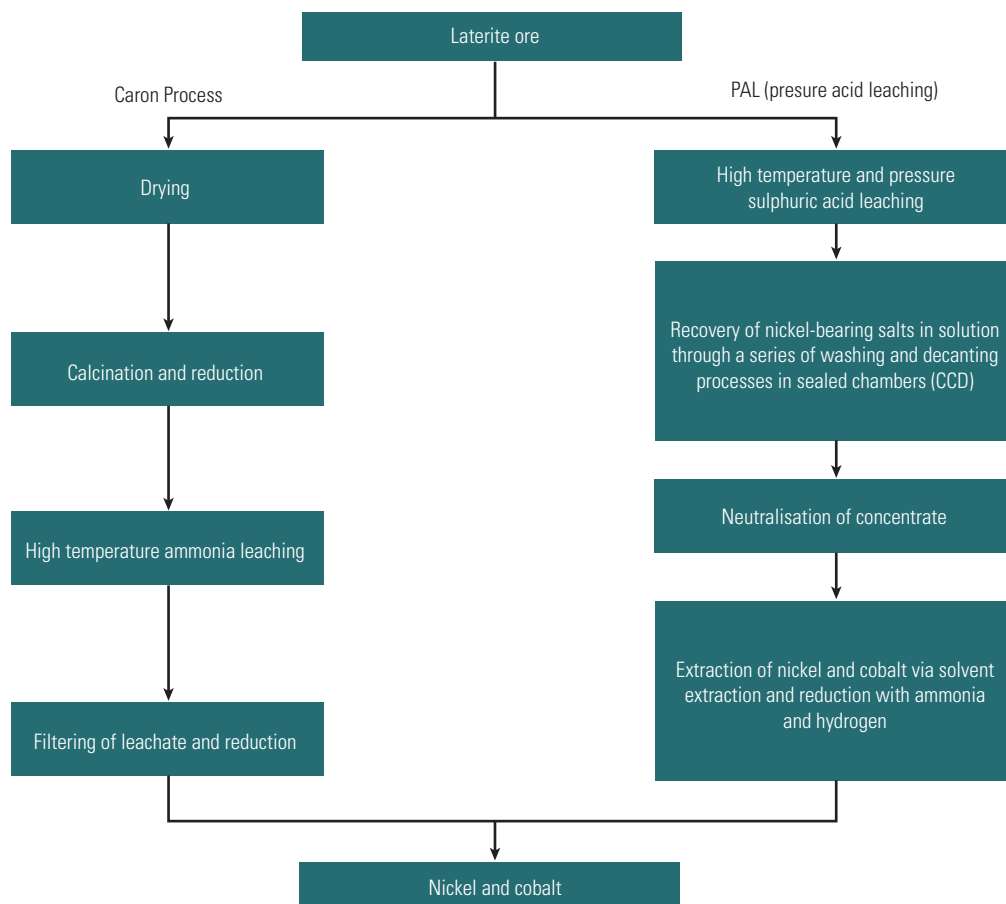 Laterite ore
Caron Process
PAL (presure acid leaching)
Drying
High temperature and pressure
sulphuric acid leaching
Calcination and reduction
Recovery of nickel-bearing salts in solution
through a series of washing and decanting
processes in sealed chambers (CCD)
High temperature ammonia leaching
Neutralisation of concentrate
Filtering of leachate and reduction
Extraction of nickel and cobalt via solvent
extraction and reduction with ammonia
and hydrogen
Nickel and cobalt